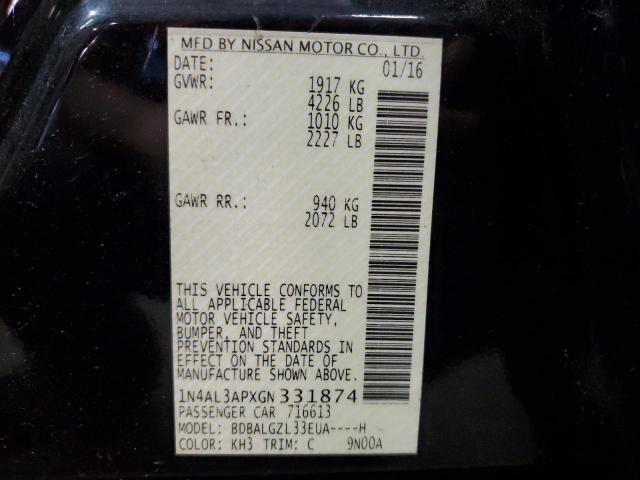 MFD BY NISSAN MOTOR CO., LTD.
DATE: 01/16
GVWR: 1917 KG
4226 LB
GAWR FR.: 1010 KG
2227 LB
GAWR RR.: 940 KG
2072 LB
THIS VEHICLE CONFORMS TO
ALL APPLICABLE FEDERAL
MOTOR VEHICLE SAFETY,
BUMPER, AND THEFT
PREVENTION STANDARDS IN
EFFECT ON THE DATE OF
MANUFACTURE SHOWN ABOVE.
1N4AL3APXGN 331874
PASSENGER CAR 716613
MODEL: BDBALGZL33EUA----H
COLOR: KH3 TRIM: C 9N00A